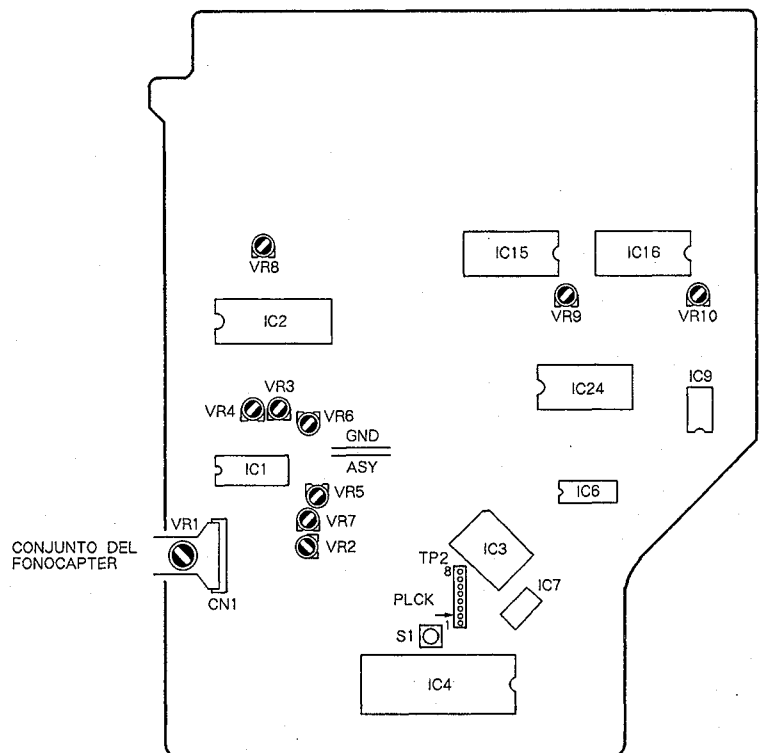 VR8
IC15
IC16
VR9
VR10
IC2
IC24
IC9
VR4
VR3
VR6
GND
ASY
IC1
VR5
VR7
VR2
IC6
VR1
CONJUNTO DEL
FONOCAPTER
CN1
IC3
TP2
8
IC7
PLCK
1
S1
IC4